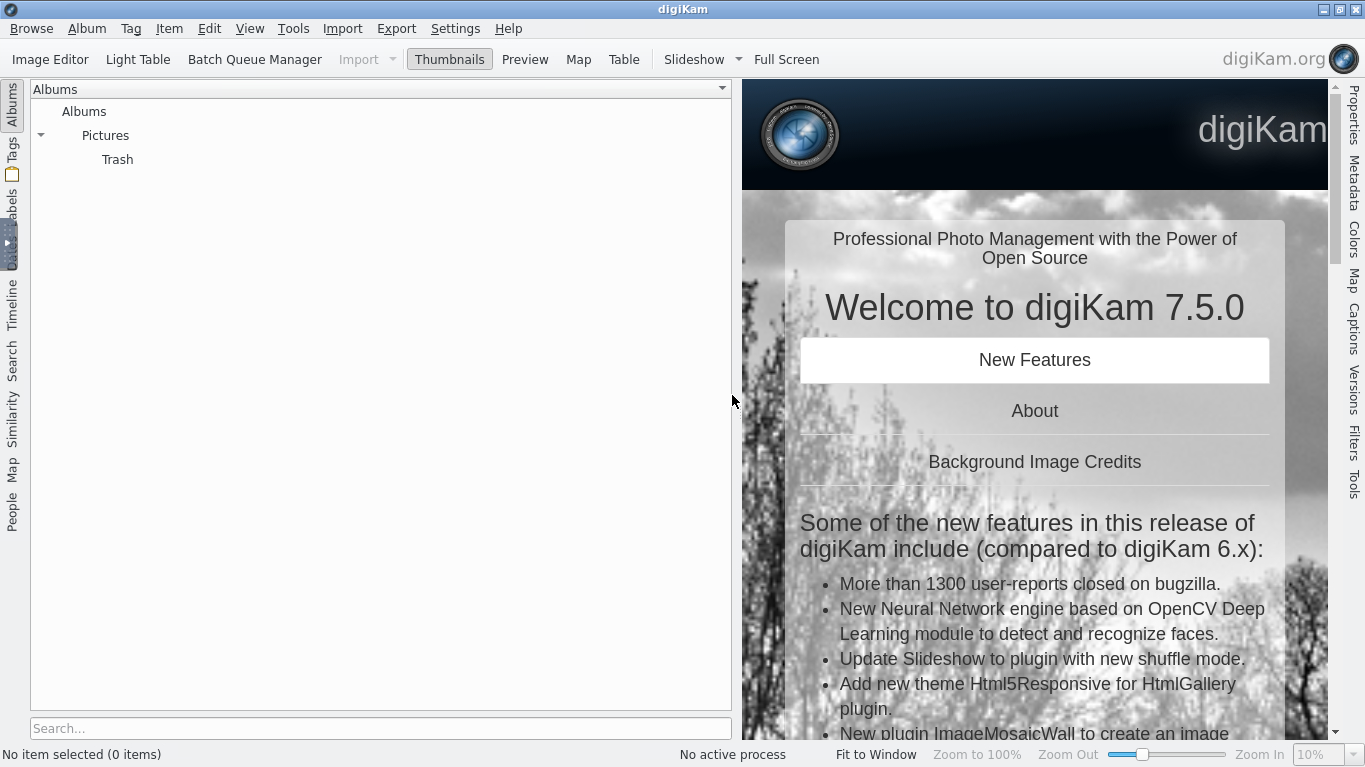 digiKam
Browse Album Tag Item Edit View Tools Import Export Settings Help
Image Editor Light Table Batch Queue Manager Import Thumbnails Preview Map Table Slideshow Full Screen digiKam.org
Albums
Tags
Labels
Dates
Timeline
Search
Similarity
Map
People
Albums
Albums
Pictures
Trash
Search...
digiKam
Professional Photo Management with the Power of
Open Source
Welcome to digiKam 7.5.0
New Features
About
Background Image Credits
Some of the new features in this release of
digiKam include (compared to digiKam 6.x):
• More than 1300 user-reports closed on bugzilla.
• New Neural Network engine based on OpenCV Deep
Learning module to detect and recognize faces.
• Update Slideshow to plugin with new shuffle mode.
• Add new theme Html5Responsive for HtmlGallery
plugin.
• New plugin ImageMosaicWall to create an image
Properties
Metadata
Colors
Map
Captions
Versions
Filters
Tools
No item selected (0 items) No active process Fit to Window Zoom to 100% Zoom Out Zoom In 10%